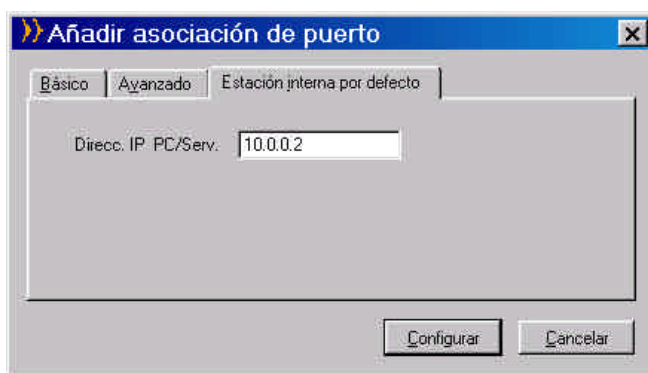 Añadir asociación de puerto
Básico Avanzado Estación interna por defecto
Direcc. IP PC/Serv. 10.0.0.2
Configurar Cancelar